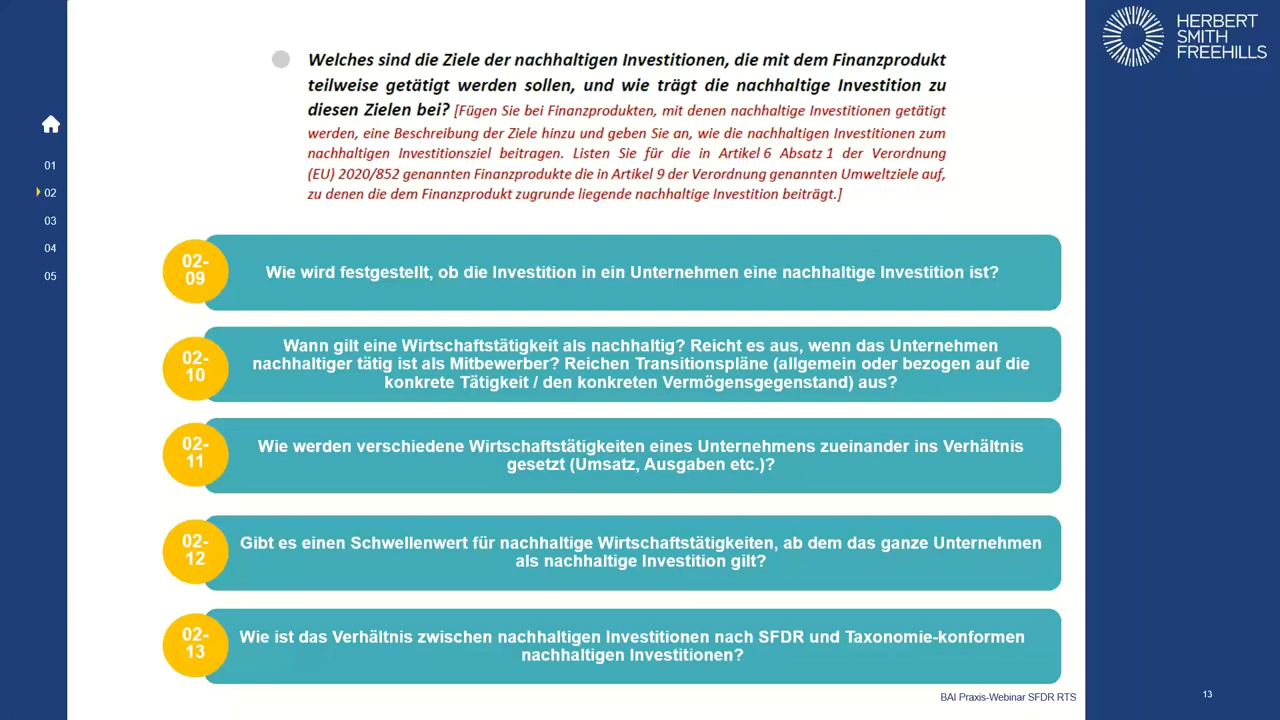 HERBERT
SMITH
FREEHILLS
Welches sind die Ziele der nachhaltigen Investitionen, die mit dem Finanzprodukt
teilweise getätigt werden sollen, und wie trägt die nachhaltige Investition zu
diesen Zielen bei? [Fügen Sie bei Finanzprodukten, mit denen nachhaltige Investitionen getätigt
werden, eine Beschreibung der Ziele hinzu und geben Sie an, wie die nachhaltigen Investitionen zum
nachhaltigen Investitionsziel beitragen. Listen Sie für die in Artikel 6 Absatz 1 der Verordnung
(EU) 2020/852 genannten Finanzprodukte die in Artikel 9 der Verordnung genannten Umweltziele auf,
zu denen die dem Finanzprodukt zugrunde liegende nachhaltige Investition beiträgt.]
01
02
03
04
05
02-
09
Wie wird festgestellt, ob die Investition in ein Unternehmen eine nachhaltige Investition ist?
02-
10
Wann gilt eine Wirtschaftstätigkeit als nachhaltig? Reicht es aus, wenn das Unternehmen
nachhaltiger tätig ist als Mitbewerber? Reichen Transitionspläne (allgemein oder bezogen auf die
konkrete Tätigkeit / den konkreten Vermögensgegenstand) aus?
02-
11
Wie werden verschiedene Wirtschaftstätigkeiten eines Unternehmens zueinander ins Verhältnis
gesetzt (Umsatz, Ausgaben etc.)?
02-
12
Gibt es einen Schwellenwert für nachhaltige Wirtschaftstätigkeiten, ab dem das ganze Unternehmen
als nachhaltige Investition gilt?
02-
13
Wie ist das Verhältnis zwischen nachhaltigen Investitionen nach SFDR und Taxonomie-konformen
nachhaltigen Investitionen?
BAI Praxis-Webinar SFDR RTS
13